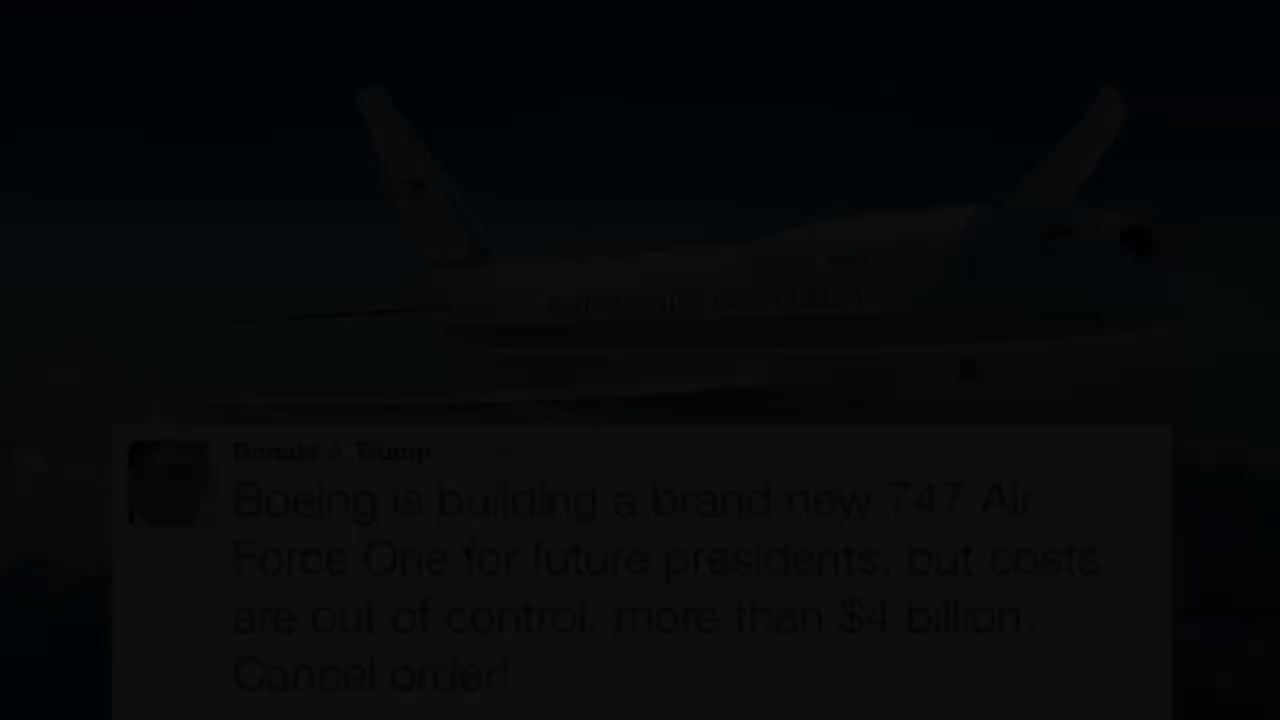 Donald J. Trump
Boeing is building a brand new 747 Air
Force One for future presidents, but costs
are out of control, more than $4 billion.
Cancel order!